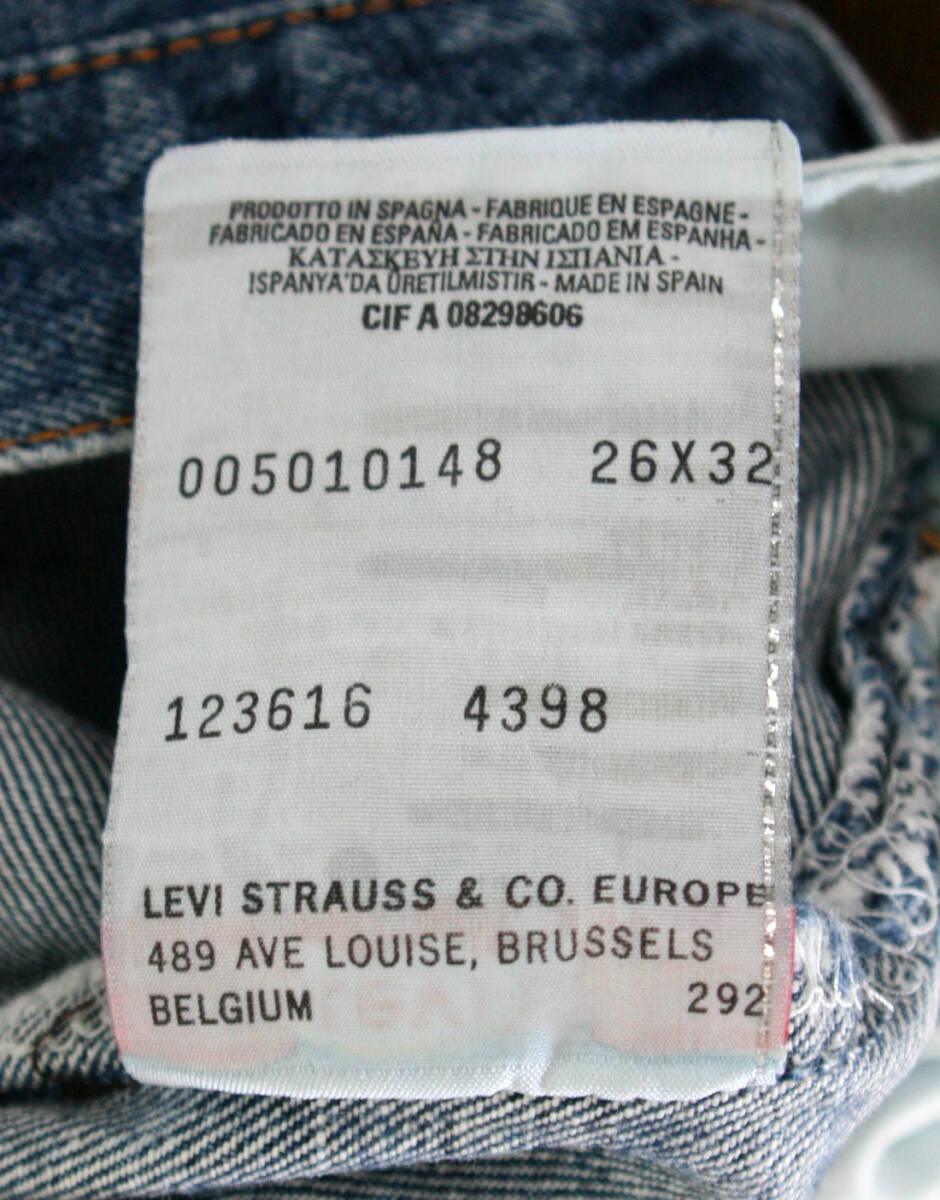 PRODOTTO IN SPAGNA - FABRIQUE EN ESPAGNE -
FABRICADO EN ESPAÑA - FABRICADO EM ESPANHA -
ΚΑΤΑΣΚΕΥΗ ΣΤΗΝ ΙΣΠΑΝΙΑ -
ISPANYA'DA ÜRETILMISTIR - MADE IN SPAIN
CIF A 08298606
005010148 26X32
123616 4398
LEVI STRAUSS & CO. EUROPE
489 AVE LOUISE, BRUSSELS
BELGIUM 292